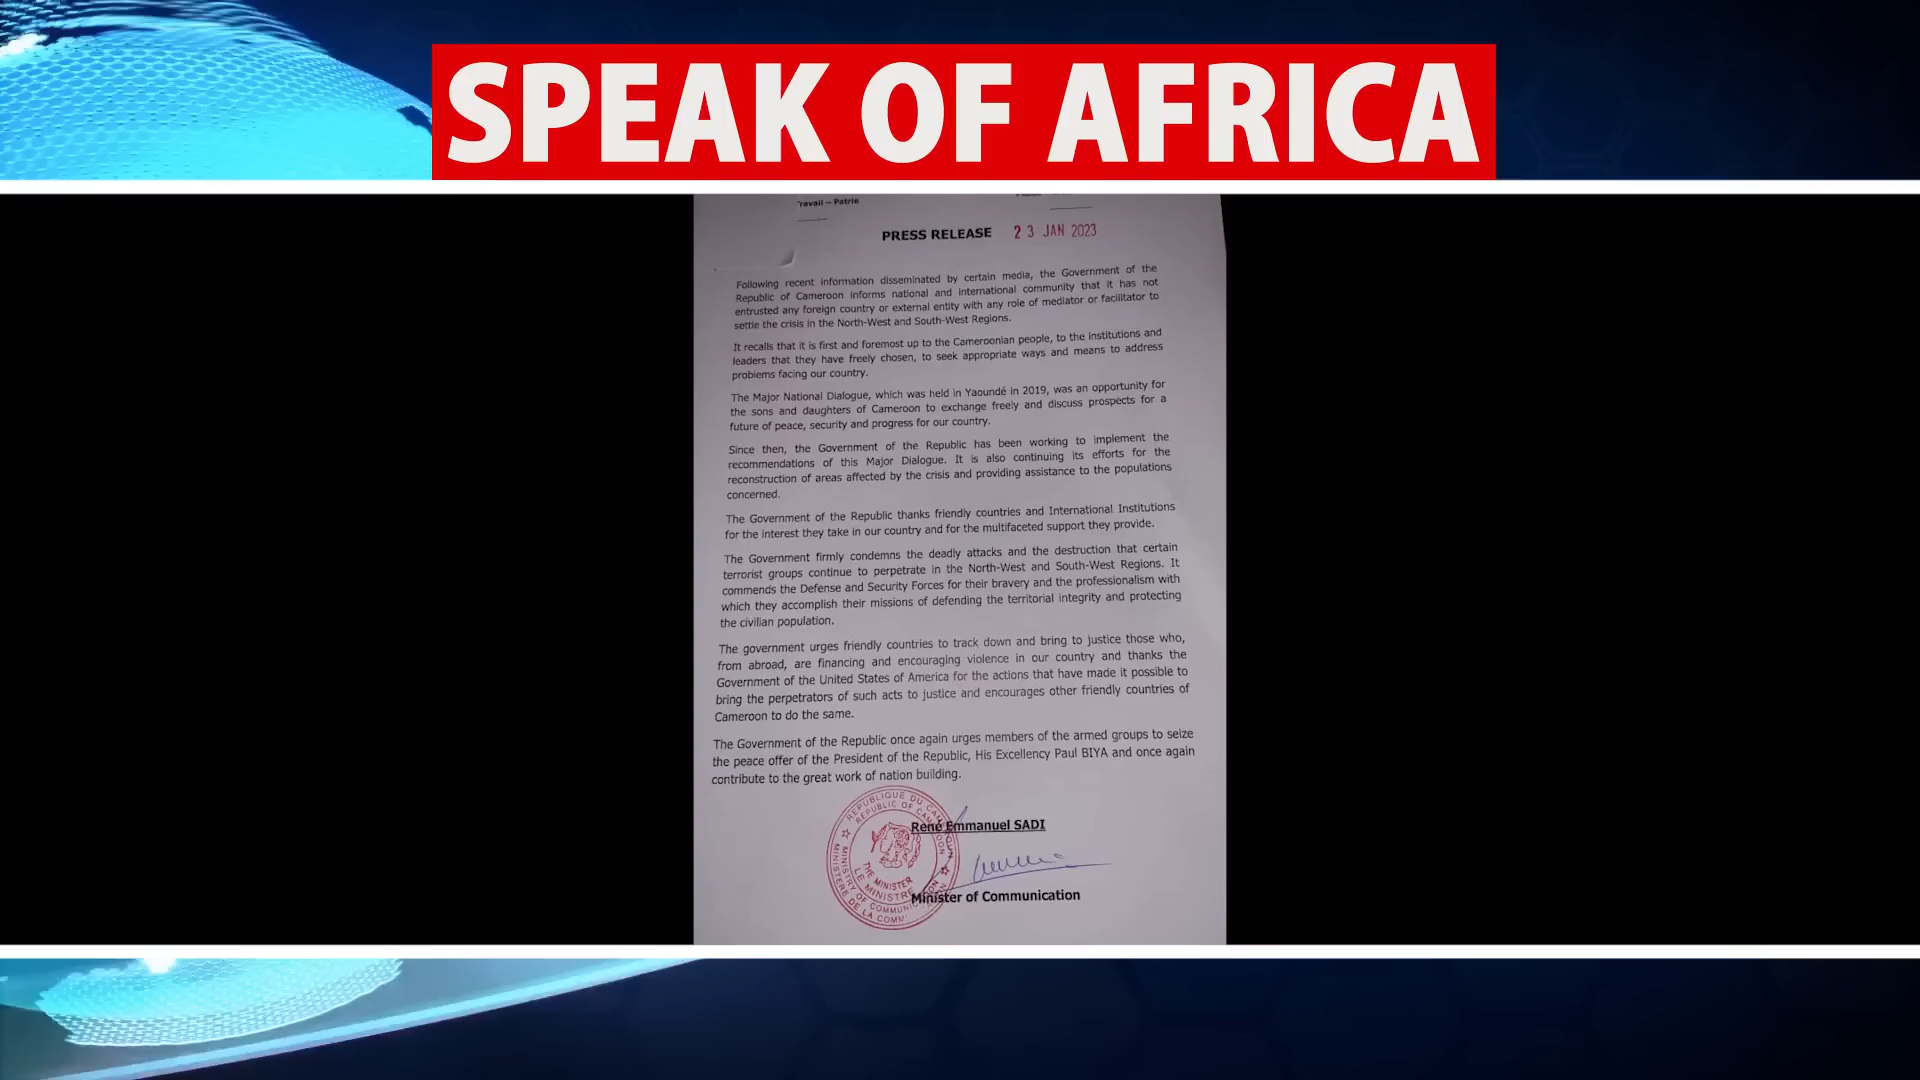 SPEAK OF AFRICA
Travail – Patrie
PRESS RELEASE 23 JAN 2023
Following recent information disseminated by certain media, the Government of the
Republic of Cameroon informs national and international community that it has not
entrusted any foreign country or external entity with any role of mediator or facilitator to
settle the crisis in the North-West and South-West Regions.
It recalls that it is first and foremost up to the Cameroonian people, to the institutions and
leaders that they have freely chosen, to seek appropriate ways and means to address
problems facing our country.
The Major National Dialogue, which was held in Yaoundé in 2019, was an opportunity for
the sons and daughters of Cameroon to exchange freely and discuss prospects for a
future of peace, security and progress for our country.
Since then, the Government of the Republic has been working to implement the
recommendations of this Major Dialogue. It is also continuing its efforts for the
reconstruction of areas affected by the crisis and providing assistance to the populations
concerned.
The Government of the Republic thanks friendly countries and International Institutions
for the interest they take in our country and for the multifaceted support they provide.
The Government firmly condemns the deadly attacks and the destruction that certain
terrorist groups continue to perpetrate in the North-West and South-West Regions. It
commends the Defense and Security Forces for their bravery and the professionalism with
which they accomplish their missions of defending the territorial integrity and protecting
the civilian population.
The government urges friendly countries to track down and bring to justice those who,
from abroad, are financing and encouraging violence in our country and thanks the
Government of the United States of America for the actions that have made it possible to
bring the perpetrators of such acts to justice and encourages other friendly countries of
Cameroon to do the same.
The Government of the Republic once again urges members of the armed groups to seize
the peace offer of the President of the Republic, His Excellency Paul BIYA and once again
contribute to the great work of nation building.
René Emmanuel SADI
Minister of Communication
REPUBLIQUE DU CAMEROUN
REPUBLIC OF CAMEROON
THE MINISTER
LE MINISTRE
MINISTRY OF COMMUNICATION
MINISTERE DE LA COMMU